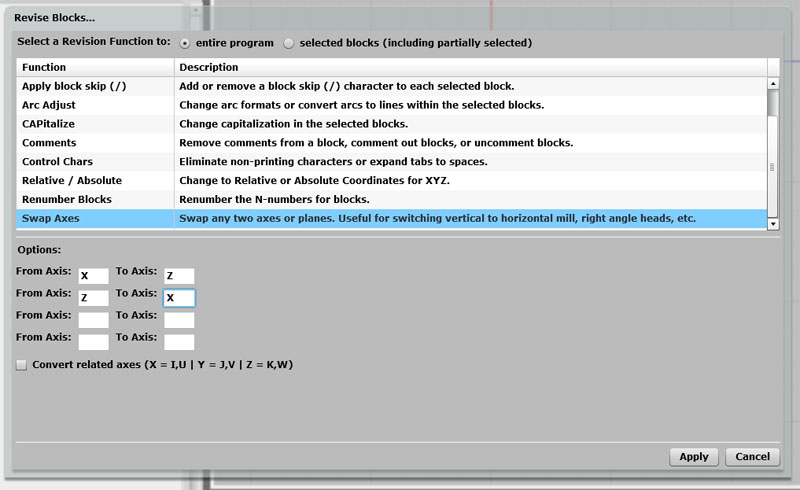 Revise Blocks...
Select a Revision Function to: entire program selected blocks (including partially selected)
Function Description
Apply block skip (/) Add or remove a block skip (/) character to each selected block.
Arc Adjust Change arc formats or convert arcs to lines within the selected blocks.
CAPitalize Change capitalization in the selected blocks.
Comments Remove comments from a block, comment out blocks, or uncomment blocks.
Control Chars Eliminate non-printing characters or expand tabs to spaces.
Relative / Absolute Change to Relative or Absolute Coordinates for XYZ.
Renumber Blocks Renumber the N-numbers for blocks.
Swap Axes Swap any two axes or planes. Useful for switching vertical to horizontal mill, right angle heads, etc.
Options:
From Axis: X To Axis: Z
From Axis: Z To Axis: X
From Axis: To Axis:
From Axis: To Axis:
Convert related axes (X = I,U | Y = J,V | Z = K,W)
Apply Cancel